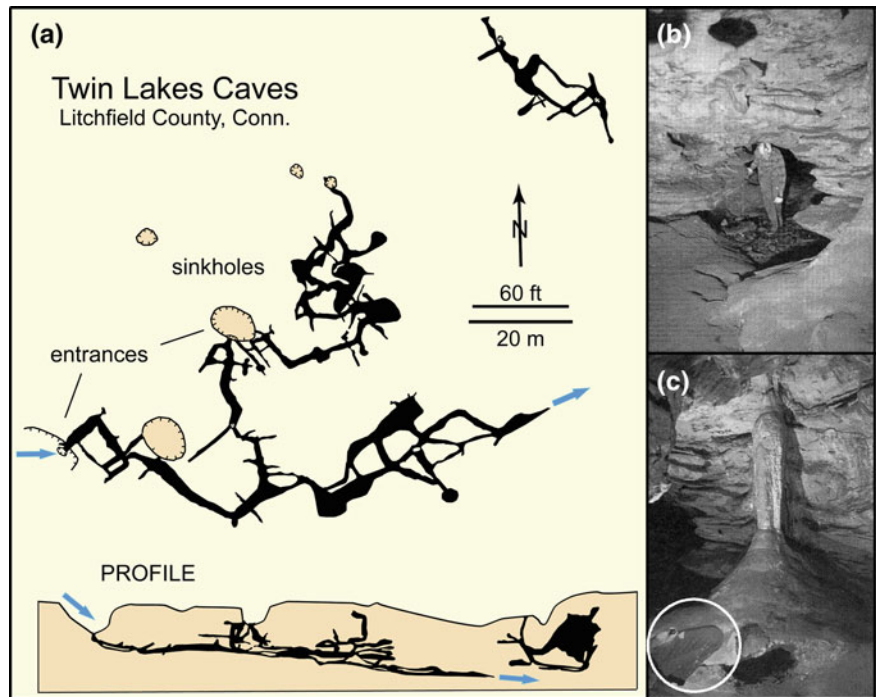 (a)
Twin Lakes Caves
Litchfield County, Conn.
sinkholes
entrances
N
60 ft
20 m
PROFILE
(b)
(c)